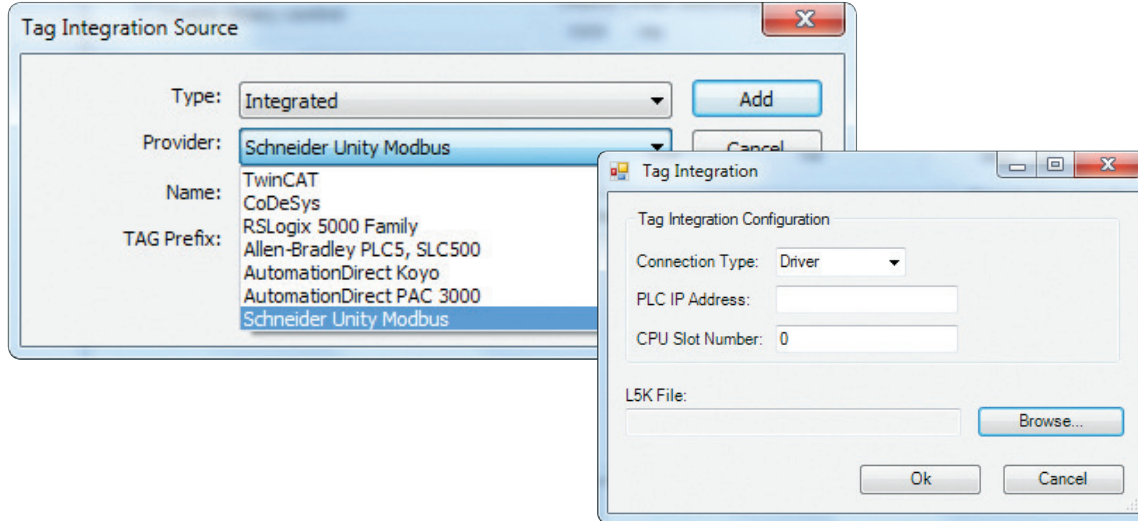 Tag Integration Source
Type: Integrated Add
Provider: Schneider Unity Modbus Cancel
Name: TwinCAT
CoDeSys
TAG Prefix: RSLogix 5000 Family
Allen-Bradley PLC5, SLC500
AutomationDirect Koyo
AutomationDirect PAC 3000
Schneider Unity Modbus
Tag Integration
Tag Integration Configuration
Connection Type: Driver
PLC IP Address:
CPU Slot Number: 0
L5K File:
Browse...
Ok Cancel